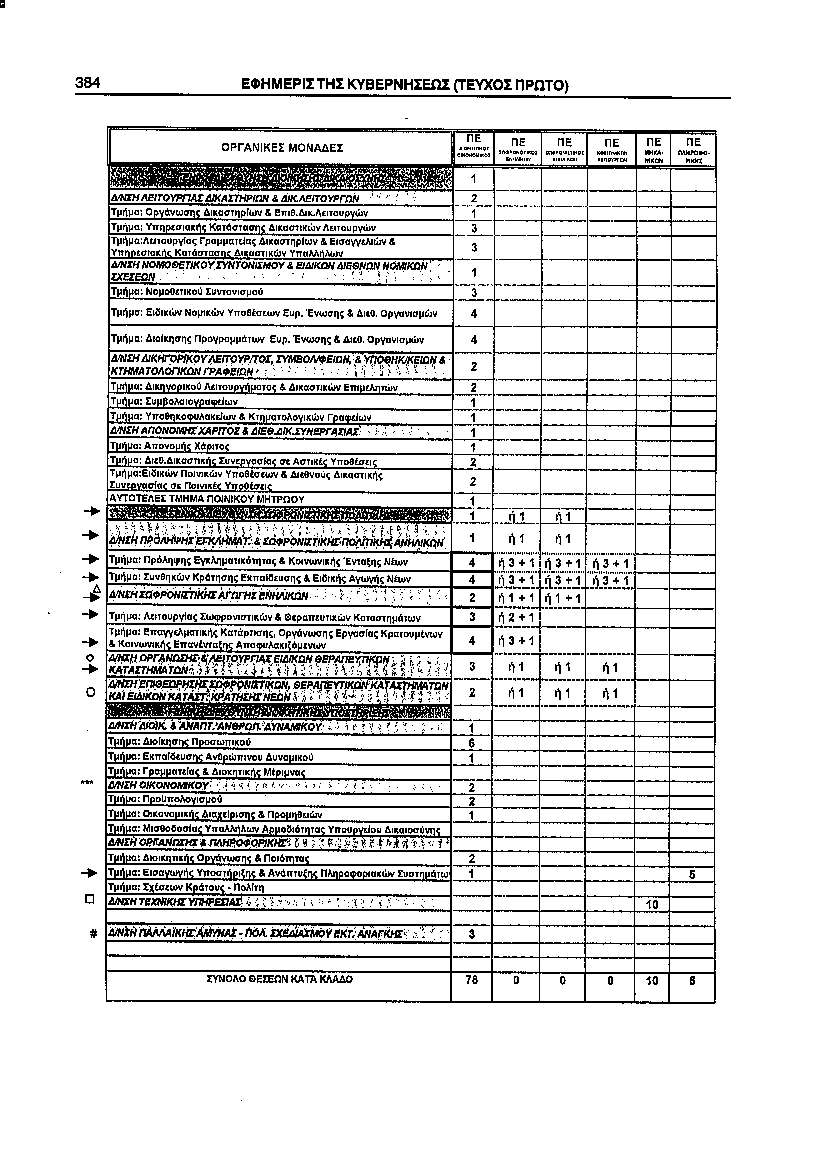 384 ΕΦΗΜΕΡΙΣ ΤΗΣ ΚΥΒΕΡΝΗΣΕΩΣ (ΤΕΥΧΟΣ ΠΡΩΤΟ)
ΟΡΓΑΝΙΚΕΣ ΜΟΝΑΔΕΣ ΠΕ ΠΕ ΠΕ ΠΕ ΠΕ ΜΗΧΑ-ΝΙΚΩΝ ΠΕ ΠΛΗΡΟΦΟ-ΡΙΚΗΣ
1
Δ/ΝΣΗ ΛΕΙΤΟΥΡΓΙΑΣ ΔΙΚΑΣΤΗΡΙΩΝ & ΔΙΚ.ΛΕΙΤΟΥΡΓΩΝ 2
Τμήμα: Οργάνωσης Δικαστηρίων & Επιθ.Δικ.Λειτουργών 1
Τμήμα: Υπηρεσιακής Κατάστασης Δικαστικών Λειτουργών 3
Τμήμα:Λειτουργίας Γραμματείας Δικαστηρίων & Εισαγγελιών &
Υπηρεσιακής Κατάστασης Δικαστικών Υπαλλήλων 3
Δ/ΝΣΗ ΝΟΜΟΘΕΤΙΚΟΥ ΣΥΝΤΟΝΙΣΜΟΥ & ΕΙΔΙΚΩΝ ΔΙΕΘΝΩΝ ΝΟΜΙΚΩΝ
ΣΧΕΣΕΩΝ 1
Τμήμα: Νομοθετικού Συντονισμού 3
Τμήμα: Ειδικών Νομικών Υποθέσεων Ευρ. Ένωσης & Διεθ. Οργανισμών 4
Τμήμα: Διοίκησης Προγραμμάτων Ευρ. Ένωσης & Διεθ. Οργανισμών 4
Δ/ΝΣΗ ΔΙΚΗΓΟΡΙΚΟΥ ΛΕΙΤΟΥΡ/ΤΟΣ, ΣΥΜΒΟΛ/ΦΕΙΩΝ, & ΥΠΟΘΗΚ/ΚΕΙΩΝ &
ΚΤΗΜΑΤΟΛΟΓΙΚΩΝ ΓΡΑΦΕΙΩΝ 2
Τμήμα: Δικηγορικού Λειτουργήματος & Δικαστικών Επιμελητών 2
Τμήμα: Συμβολαιογραφείων 1
Τμήμα: Υποθηκοφυλακείων & Κτηματολογικών Γραφείων 1
Δ/ΝΣΗ ΑΠΟΝΟΜΗΣ ΧΑΡΙΤΟΣ & ΔΙΕΘ.ΔΙΚ.ΣΥΝΕΡΓΑΣΙΑΣ 1
Τμήμα: Απονομής Χάριτος 1
Τμήμα: Διεθ.Δικαστικής Συνεργασίας σε Αστικές Υποθέσεις 2
Τμήμα:Ειδικών Ποινικών Υποθέσεων & Διεθνούς Δικαστικής
Συνεργασίας σε Ποινικές Υποθέσεις 2
ΑΥΤΟΤΕΛΕΣ ΤΜΗΜΑ ΠΟΙΝΙΚΟΥ ΜΗΤΡΩΟΥ 1
1 ή 1 ή 1
Δ/ΝΣΗ ΠΡΟΛΗΨΗΣ ΕΓΚΛΗΜΑΤ. & ΣΩΦΡΟΝΙΣΤΙΚΗΣ ΠΟΛΙΤΙΚΗΣ ΑΝΗΛΙΚΩΝ 1 ή 1 ή 1
Τμήμα: Πρόληψης Εγκληματικότητας & Κοινωνικής Ένταξης Νέων 4 ή 3 + 1 ή 3 + 1 ή 3 + 1
Τμήμα: Συνθηκών Κράτησης Εκπαίδευσης & Ειδικής Αγωγής Νέων 4 ή 3 + 1 ή 3 + 1 ή 3 + 1
Δ/ΝΣΗ ΣΩΦΡΟΝΙΣΤΙΚΗΣ ΑΓΩΓΗΣ ΕΝΗΛΙΚΩΝ 2 ή 1 + 1 ή 1 + 1
Τμήμα: Λειτουργίας Σωφρονιστικών & Θεραπευτικών Καταστημάτων 3 ή 2 + 1
Τμήμα: Επαγγελματικής Κατάρτισης, Οργάνωσης Εργασίας Κρατουμένων
& Κοινωνικής Επανένταξης Αποφυλακιζόμενων 4 ή 3 + 1
Δ/ΝΣΗ ΟΡΓΑΝΩΣΗΣ & ΛΕΙΤΟΥΡΓΙΑΣ ΕΙΔΙΚΩΝ ΘΕΡΑΠΕΥΤΙΚΩΝ
ΚΑΤΑΣΤΗΜΑΤΩΝ 3 ή 1 ή 1 ή 1
Δ/ΝΣΗ ΕΠΙΘΕΩΡΗΣΗΣ ΣΩΦΡΟΝΙΣΤΙΚΩΝ, ΘΕΡΑΠΕΥΤΙΚΩΝ ΚΑΤΑΣΤΗΜΑΤΩΝ
ΚΑΙ ΕΙΔΙΚΩΝ ΚΑΤΑΣΤ. ΚΡΑΤΗΣΗΣ ΝΕΩΝ 2 ή 1 ή 1 ή 1
Δ/ΝΣΗ ΔΙΟΙΚ. & ΑΝΑΠΤ. ΑΝΘΡΩΠ. ΔΥΝΑΜΙΚΟΥ 1
Τμήμα: Διοίκησης Προσωπικού 6
Τμήμα: Εκπαίδευσης Ανθρώπινου Δυναμικού 1
Τμήμα: Γραμματείας & Διοικητικής Μέριμνας
*** Δ/ΝΣΗ ΟΙΚΟΝΟΜΙΚΟΥ 2
Τμήμα: Προϋπολογισμού 2
Τμήμα: Οικονομικής Διαχείρισης & Προμηθειών 1
Τμήμα: Μισθοδοσίας Υπαλλήλων Αρμοδιότητας Υπουργείου Δικαιοσύνης
Δ/ΝΣΗ ΟΡΓΑΝΩΣΗΣ & ΠΛΗΡΟΦΟΡΙΚΗΣ
Τμήμα: Διοικητικής Οργάνωσης & Ποιότητας 2
Τμήμα: Εισαγωγής Υποστήριξης & Ανάπτυξης Πληροφοριακών Συστημάτω 1 5
Τμήμα: Σχέσεων Κράτους - Πολίτη
Δ/ΝΣΗ ΤΕΧΝΙΚΗΣ ΥΠΗΡΕΣΙΑΣ 10
# Δ/ΝΣΗ ΠΑΛΛΑΪΚΗΣ ΑΜΥΝΑΣ - ΠΟΛ. ΣΧΕΔΙΑΣΜΟΥ ΕΚΤ. ΑΝΑΓΚΗΣ 3
ΣΥΝΟΛΟ ΘΕΣΕΩΝ ΚΑΤΑ ΚΛΑΔΟ 78 0 0 0 10 5